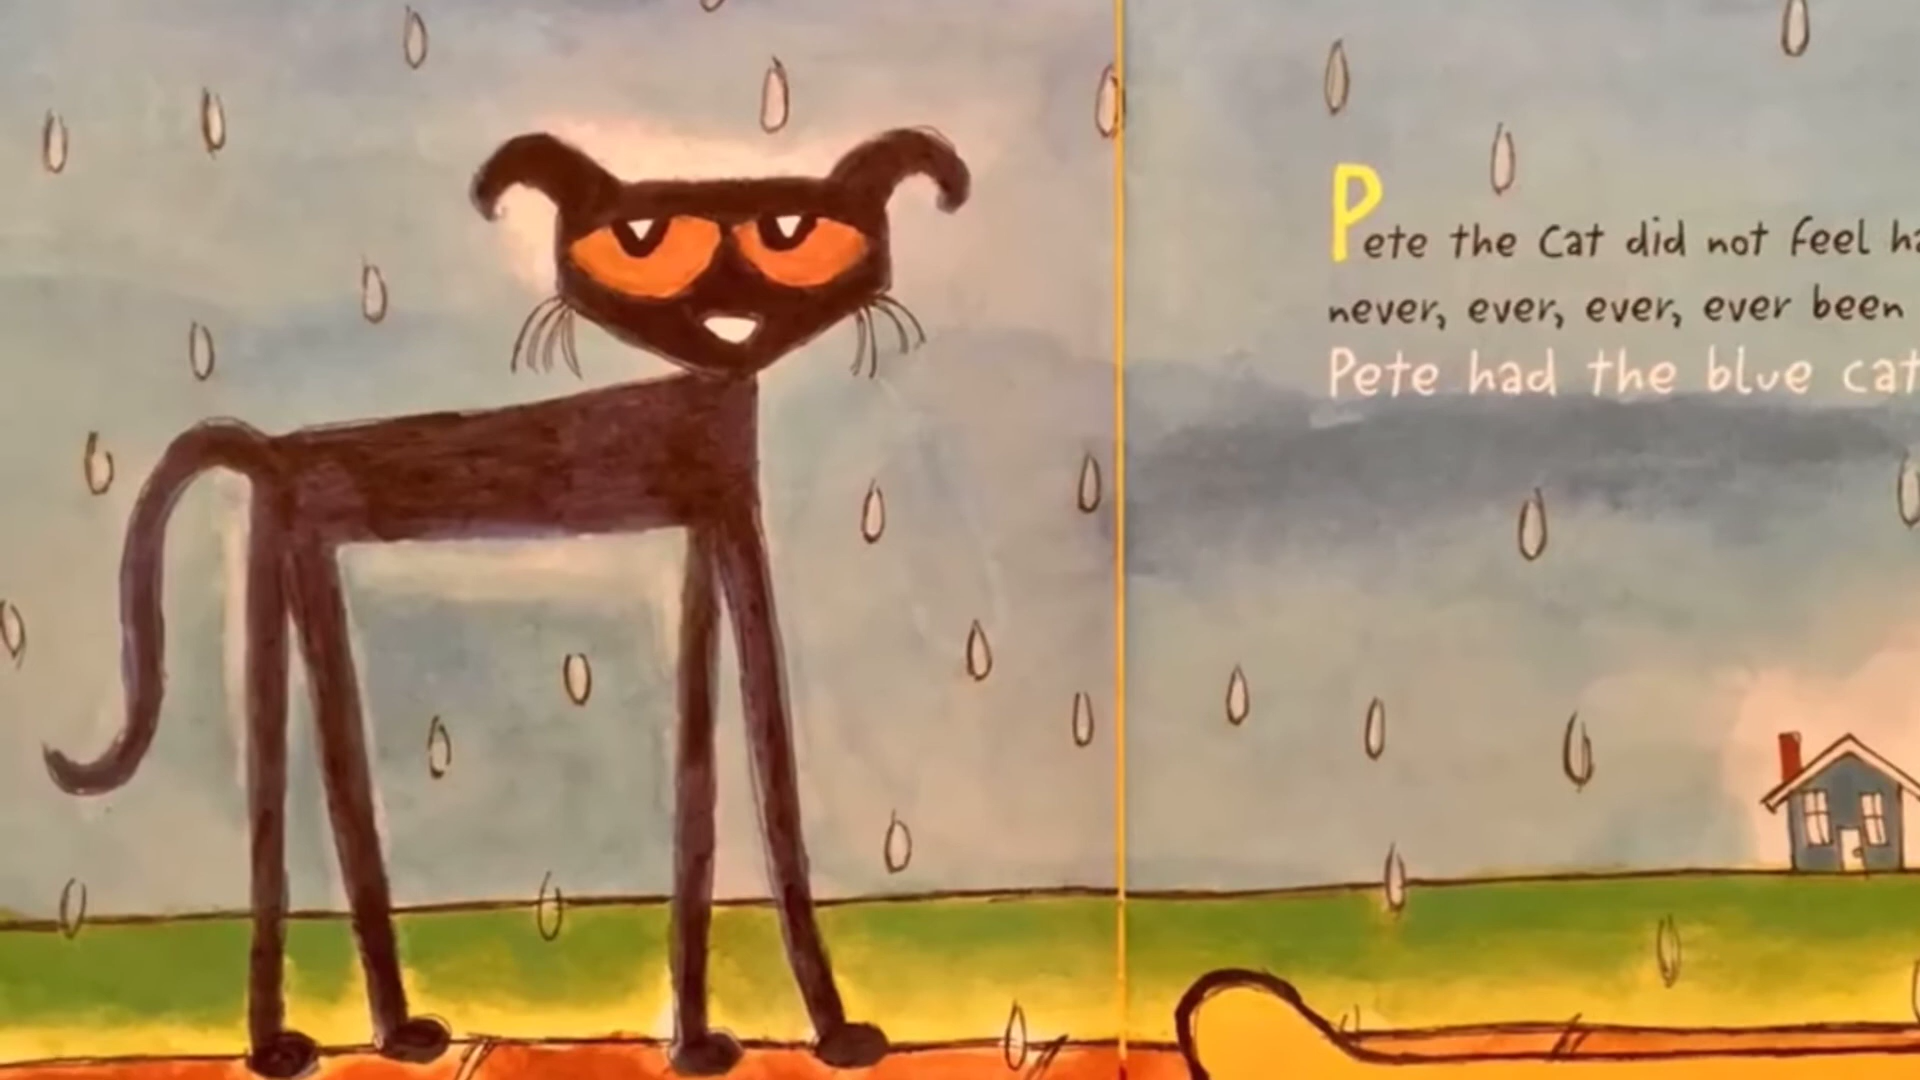 Pete the Cat did not feel
never, ever, ever, ever been
Pete had the blue